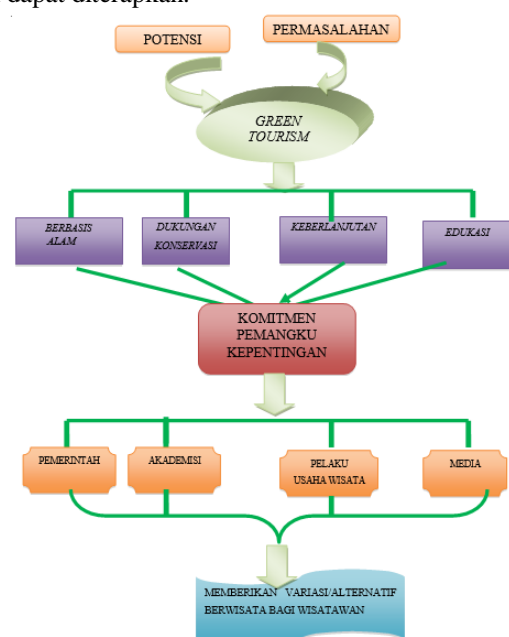 dapat diterapkan.
POTENSI
PERMASALAHAN
GREEN
TOURISM
BERBASIS
ALAM
DUKUNGAN
KONSERVASI
KEBERLANJUTAN
EDUKASI
KOMITMEN
PEMANGKU
KEPENTINGAN
PEMERINTAH
AKADEMISI
PELAKU
USAHA WISATA
MEDIA
MEMBERIKAN VARIASI/ALTERNATIF
BERWISATA BAGI WISATAWAN